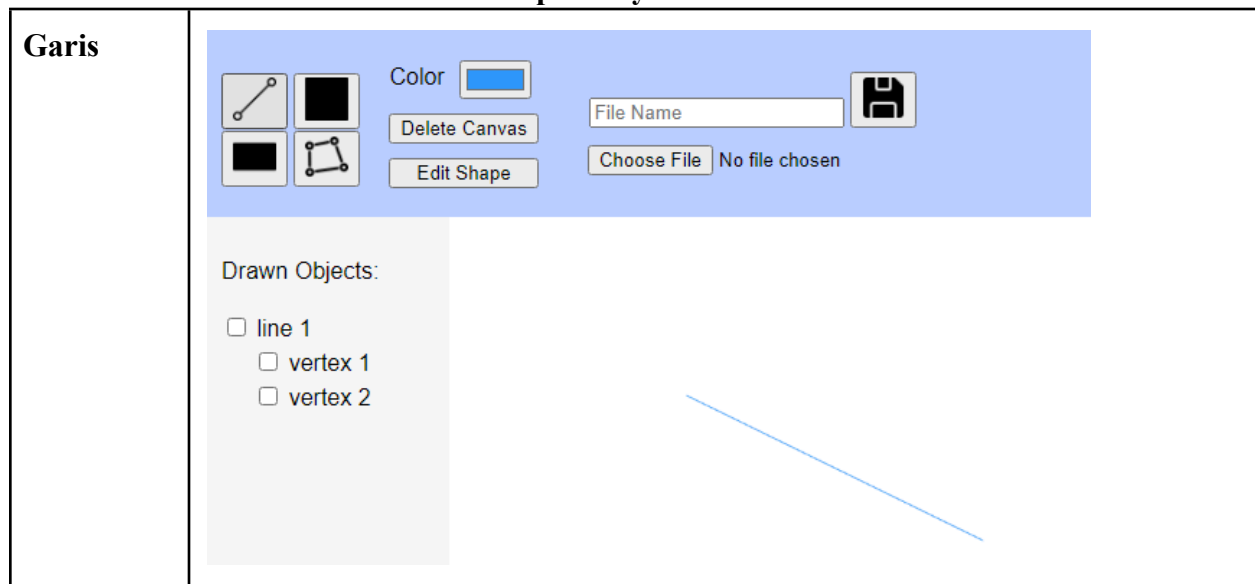 Garis
Color
File Name
Delete Canvas
Choose File No file chosen
Edit Shape
Drawn Objects:
line 1
vertex 1
vertex 2